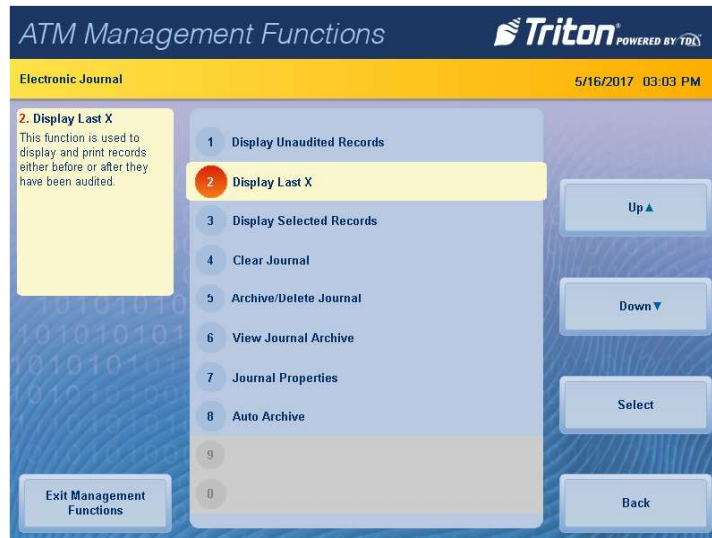 ATM Management Functions
Triton® POWERED BY TDL
Electronic Journal
5/16/2017 03:03 PM
2. Display Last X
This function is used to
display and print records
either before or after they
have been audited.
1 Display Unaudited Records
2 Display Last X
3 Display Selected Records
4 Clear Journal
5 Archive/Delete Journal
6 View Journal Archive
7 Journal Properties
8 Auto Archive
9
0
Up▲
Down▼
Select
Back
Exit Management
Functions